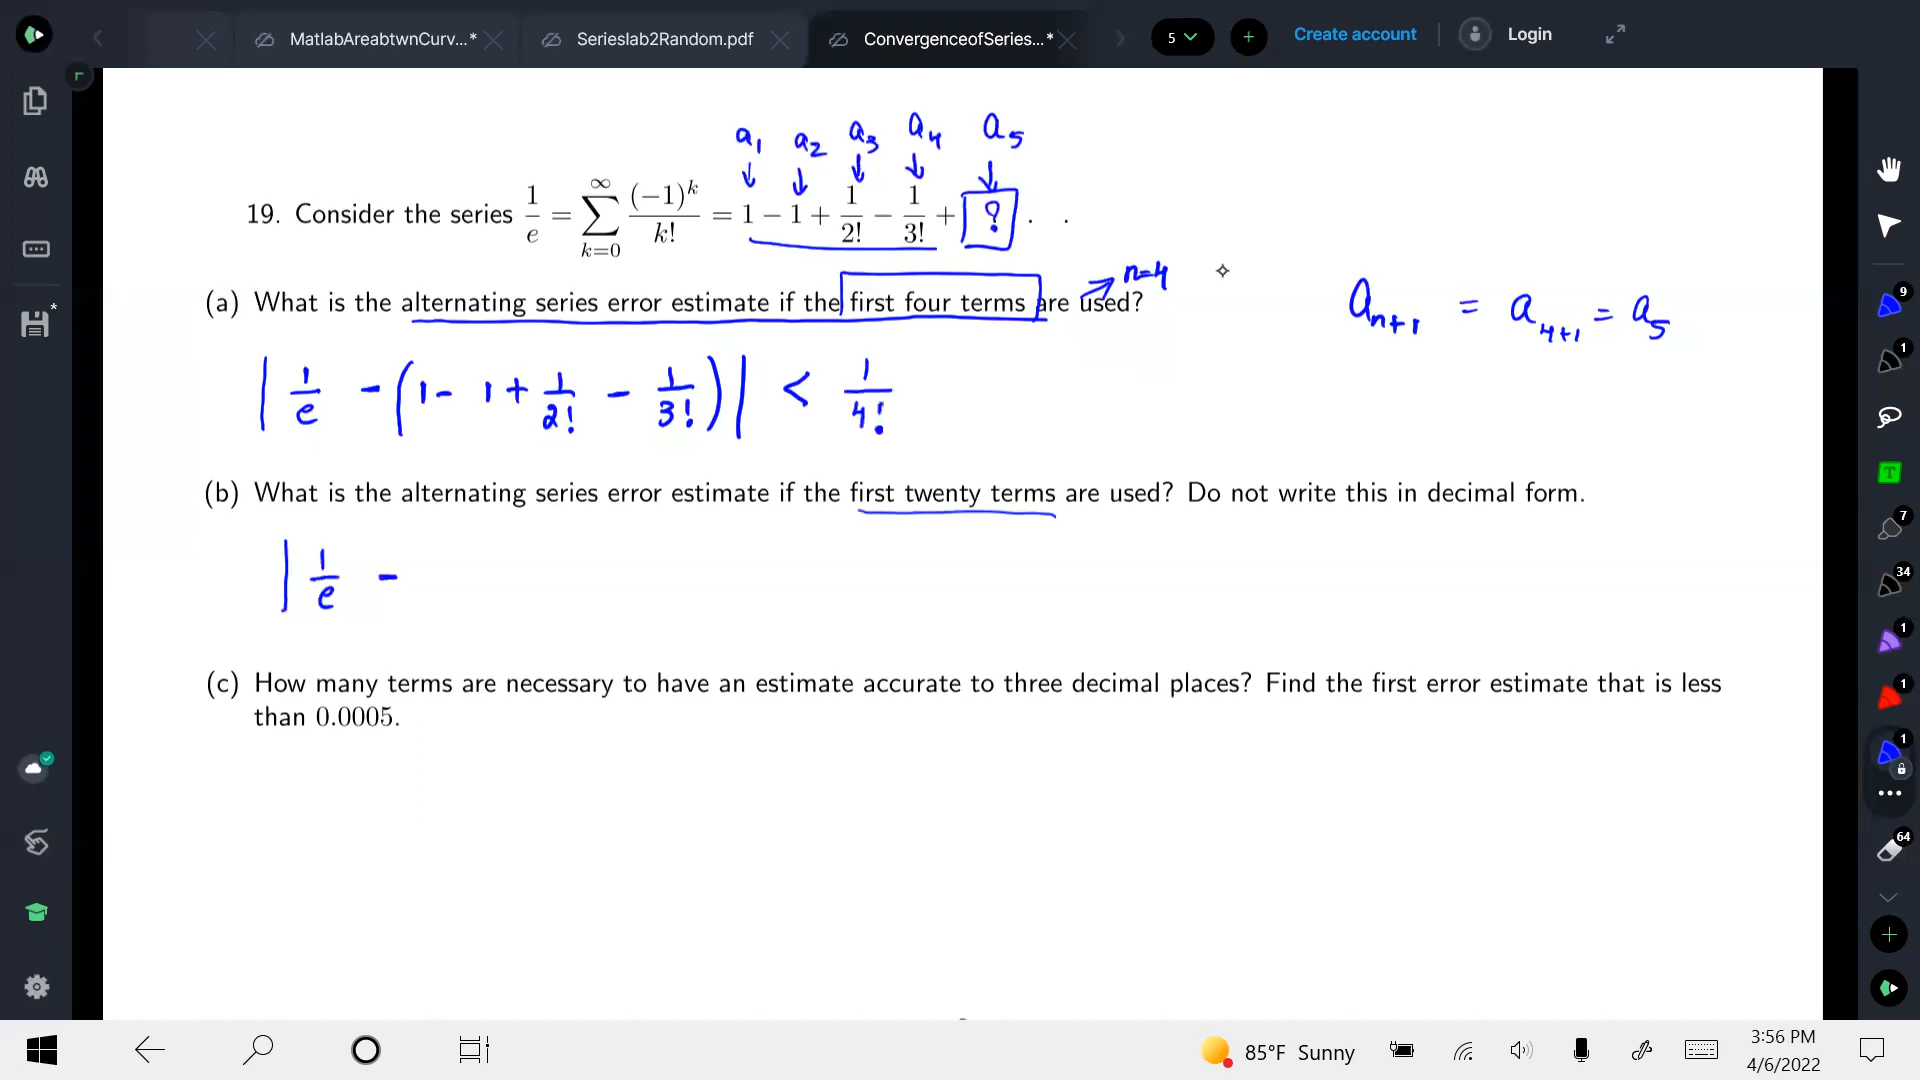 MatlabAreabtwnCurv...*
Serieslab2Random.pdf
ConvergenceofSeries...*
5
+
Create account
Login
a₁ a₂ a₃ a₄ a₅
19. Consider the series 1/e = ∑_{k=0}^{∞} (−1)^k/k! = 1 − 1 + 1/2! − 1/3! + ? . .
n=4
(a) What is the alternating series error estimate if the first four terms are used?
a_{n+1} = a_{4+1} = a₅
| 1/e - (1 - 1 + 1/2! - 1/3!) | < 1/4!
(b) What is the alternating series error estimate if the first twenty terms are used? Do not write this in decimal form.
| 1/e -
(c) How many terms are necessary to have an estimate accurate to three decimal places? Find the first error estimate that is less
than 0.0005.
9
1
T
7
34
1
1
1
64
85°F Sunny
3:56 PM
4/6/2022